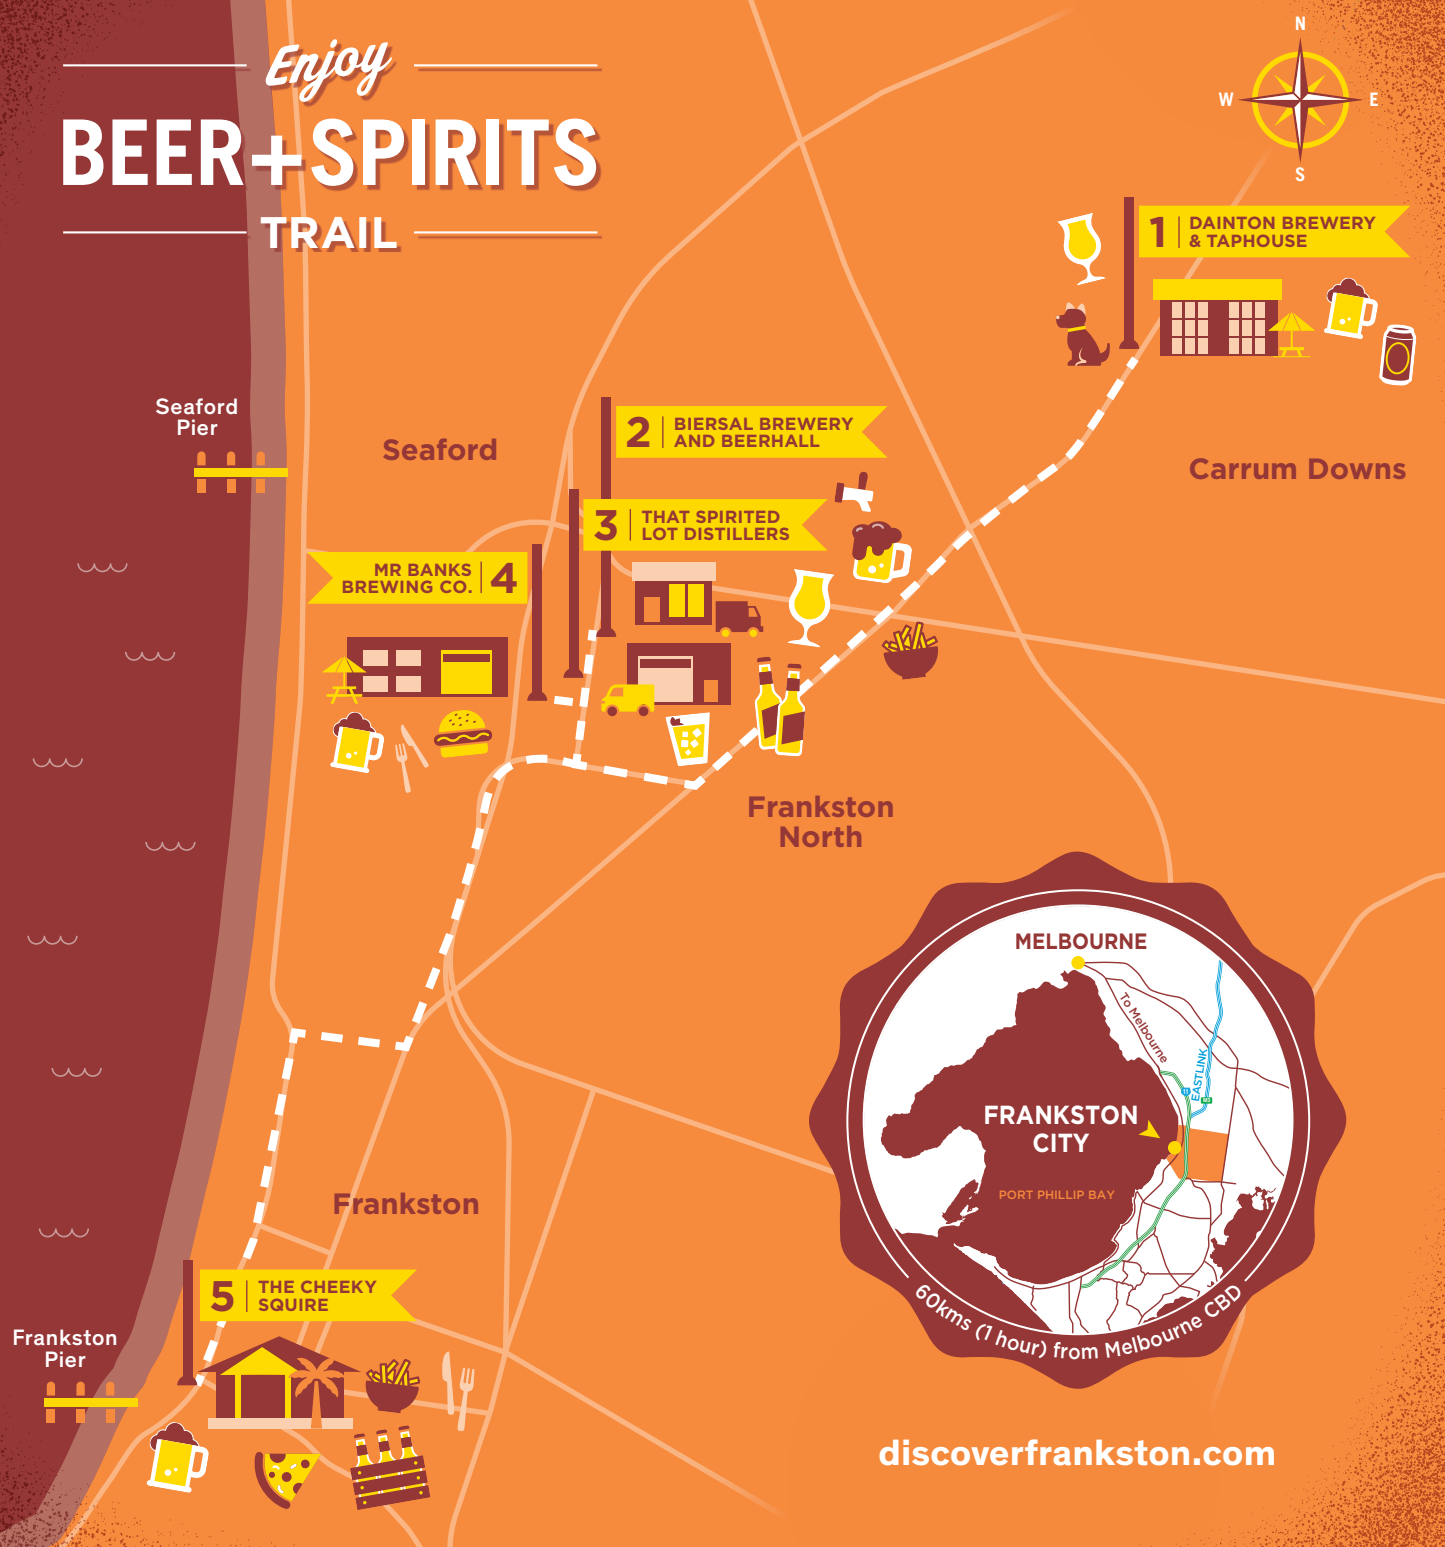 Enjoy
BEER+SPIRITS
TRAIL
N
W
E
S
1
DAINTON BREWERY
& TAPHOUSE
Seaford
Pier
Seaford
2
BIERSAL BREWERY
AND BEERHALL
Carrum Downs
3
THAT SPIRITED
LOT DISTILLERS
MR BANKS
BREWING CO.
4
Frankston
North
MELBOURNE
To Melbourne
EASTLINK
FRANKSTON
CITY
PORT PHILLIP BAY
60kms (1 hour) from Melbourne CBD
Frankston
5
THE CHEEKY
SQUIRE
Frankston
Pier
discoverfrankston.com